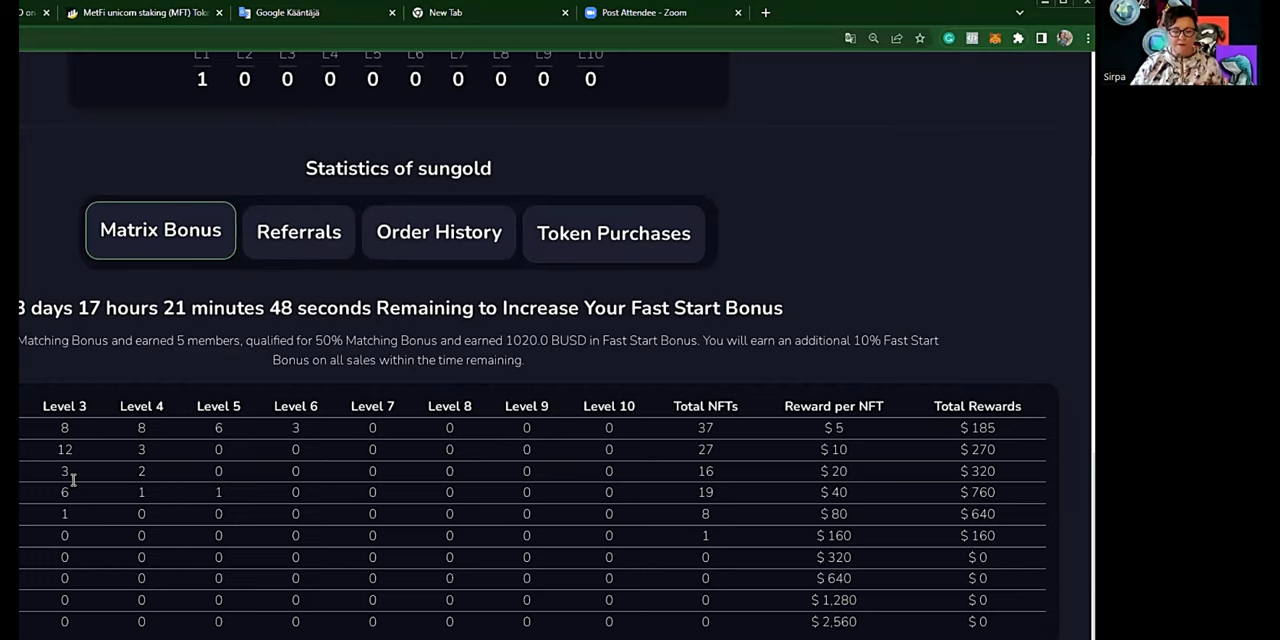 MetFi unicorn staking (MFT) Tok
Google Kääntäjä
New Tab
Post Attendee - Zoom
Sirpa
L1 L2 L3 L4 L5 L6 L7 L8 L9 L10
1 0 0 0 0 0 0 0 0 0
Statistics of sungold
Matrix Bonus Referrals Order History Token Purchases
days 17 hours 21 minutes 48 seconds Remaining to Increase Your Fast Start Bonus
Matching Bonus and earned 5 members, qualified for 50% Matching Bonus and earned 1020.0 BUSD in Fast Start Bonus. You will earn an additional 10% Fast Start
Bonus on all sales within the time remaining.
Level 3 Level 4 Level 5 Level 6 Level 7 Level 8 Level 9 Level 10 Total NFTs Reward per NFT Total Rewards
8 8 6 3 0 0 0 0 37 $ 5 $ 185
12 3 0 0 0 0 0 0 27 $ 10 $ 270
3 2 0 0 0 0 0 0 16 $ 20 $ 320
6 1 1 0 0 0 0 0 19 $ 40 $ 760
1 0 0 0 0 0 0 0 8 $ 80 $ 640
0 0 0 0 0 0 0 0 1 $ 160 $ 160
0 0 0 0 0 0 0 0 0 $ 320 $ 0
0 0 0 0 0 0 0 0 0 $ 640 $ 0
0 0 0 0 0 0 0 0 0 $ 1,280 $ 0
0 0 0 0 0 0 0 0 0 $ 2,560 $ 0